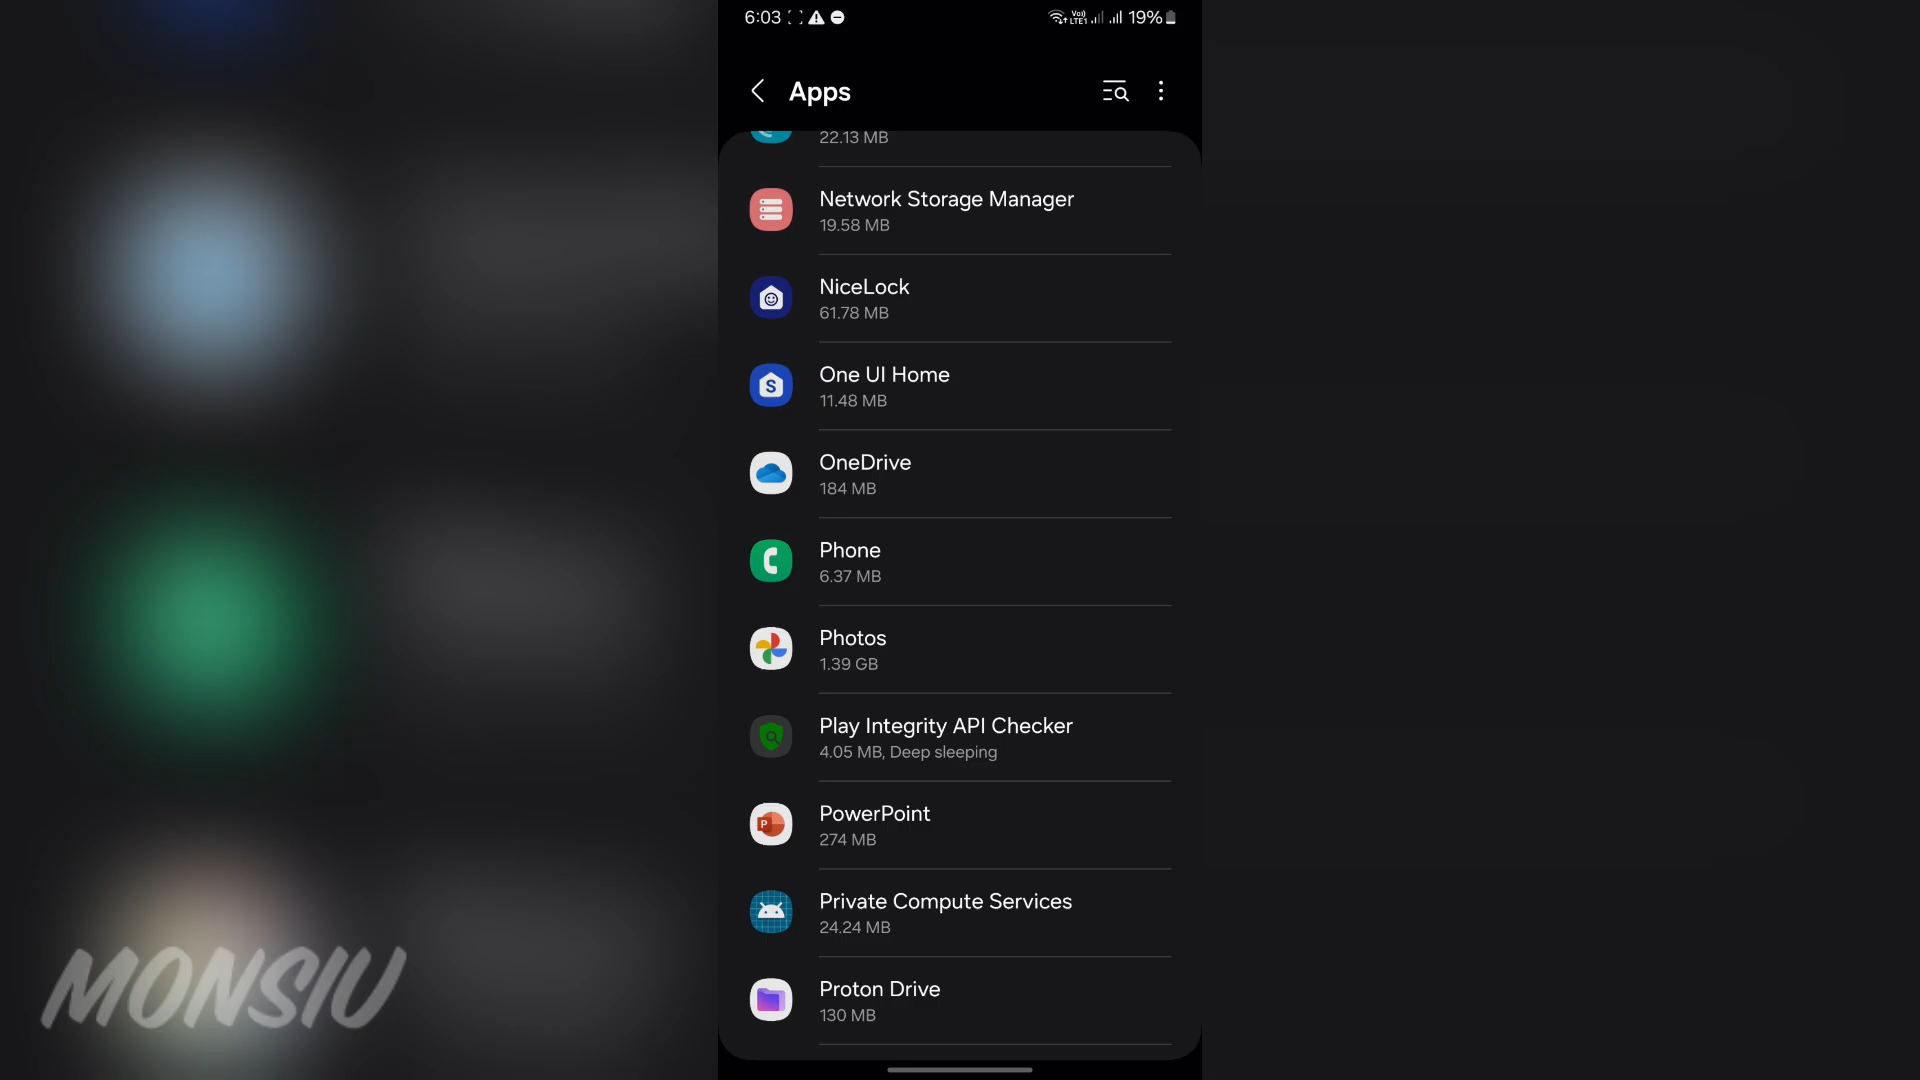 6:03
Vo)) LTE1 19%
Apps
22.13 MB
Network Storage Manager
19.58 MB
NiceLock
61.78 MB
One UI Home
11.48 MB
S
OneDrive
184 MB
Phone
6.37 MB
Photos
1.39 GB
Play Integrity API Checker
4.05 MB, Deep sleeping
PowerPoint
274 MB
P
Private Compute Services
24.24 MB
Proton Drive
130 MB
MONSIU